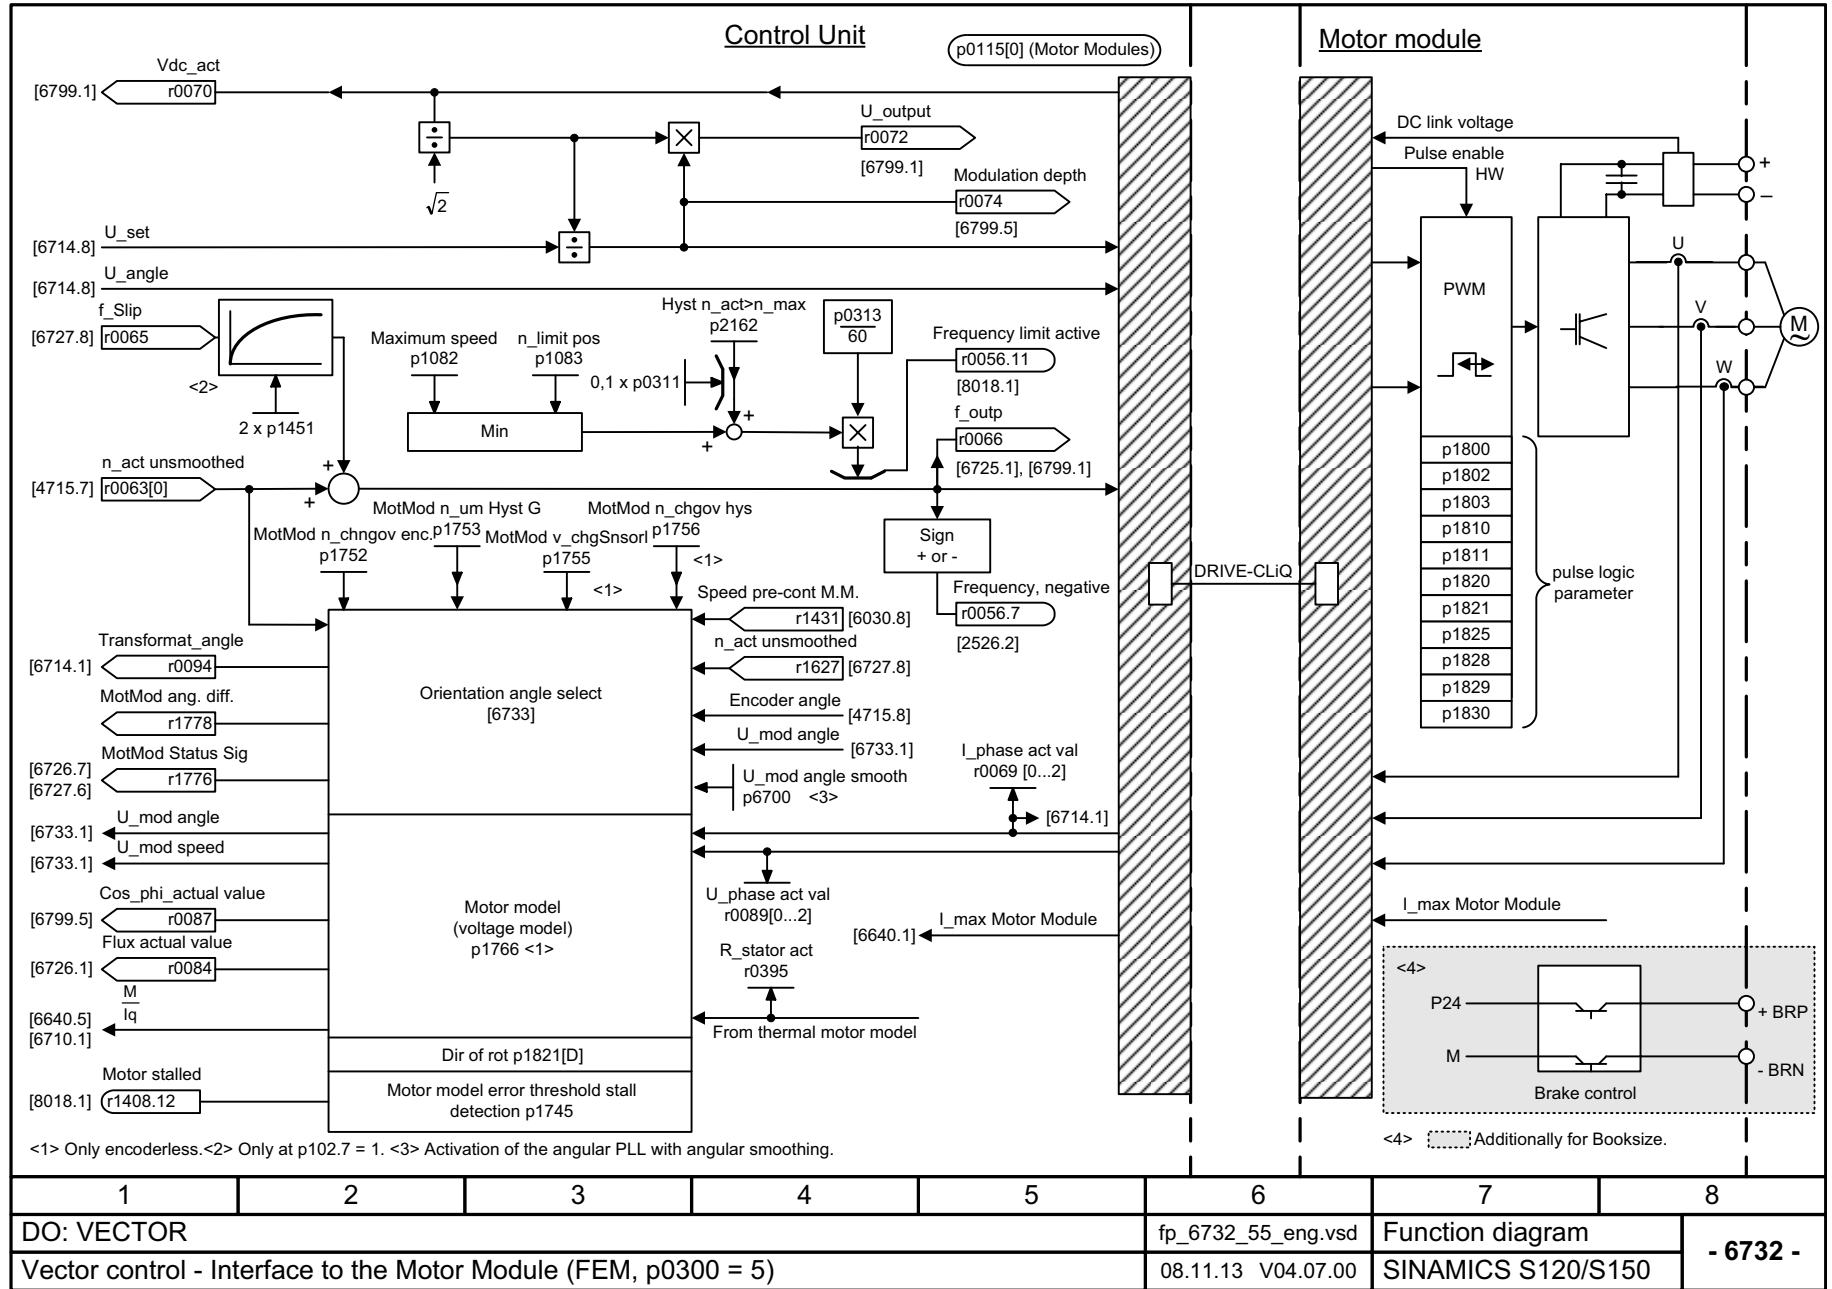 Control Unit
p0115[0] (Motor Modules)
Motor module
Vdc_act
[6799.1]
r0070
÷
√2
×
U_output
r0072
[6799.1]
Modulation depth
r0074
[6799.5]
DC link voltage
Pulse enable
HW
+
–
U_set
[6714.8]
÷
U_angle
[6714.8]
f_Slip
[6727.8]
r0065
<2>
2 x p1451
Maximum speed
p1082
n_limit pos
p1083
Min
Hyst n_act>n_max
p2162
0,1 x p0311
+
+
p0313
60
×
Frequency limit active
r0056.11
[8018.1]
f_outp
r0066
[6725.1], [6799.1]
PWM
U
V
W
M
~
n_act unsmoothed
[4715.7]
r0063[0]
+
+
MotMod n_chngov enc.
p1752
MotMod n_um Hyst G
p1753
MotMod v_chgSnsorl
p1755
<1>
MotMod n_chgov hys
p1756
<1>
Sign
+ or -
Frequency, negative
r0056.7
[2526.2]
DRIVE-CLiQ
p1800
p1802
p1803
p1810
p1811
p1820
p1821
p1825
p1828
p1829
p1830
pulse logic
parameter
Speed pre-cont M.M.
r1431
[6030.8]
n_act unsmoothed
r1627
[6727.8]
Encoder angle
[4715.8]
U_mod angle
[6733.1]
U_mod angle smooth
p6700 <3>
Transformat_angle
[6714.1]
r0094
MotMod ang. diff.
r1778
MotMod Status Sig
[6726.7]
[6727.6]
r1776
Orientation angle select
[6733]
I_phase act val
r0069 [0...2]
[6714.1]
U_mod angle
[6733.1]
U_mod speed
[6733.1]
Cos_phi_actual value
[6799.5]
r0087
Flux actual value
[6726.1]
r0084
M
Iq
[6640.5]
[6710.1]
Motor model
(voltage model)
p1766 <1>
U_phase act val
r0089[0...2]
I_max Motor Module
[6640.1]
R_stator act
r0395
From thermal motor model
Dir of rot p1821[D]
Motor stalled
[8018.1]
r1408.12
Motor model error threshold stall
detection p1745
I_max Motor Module
<4>
P24
M
+ BRP
- BRN
Brake control
<4> Additionally for Booksize.
<1> Only encoderless.<2> Only at p102.7 = 1. <3> Activation of the angular PLL with angular smoothing.
1 2 3 4 5 6 7 8
DO: VECTOR
fp_6732_55_eng.vsd
Function diagram
- 6732 -
Vector control - Interface to the Motor Module (FEM, p0300 = 5)
08.11.13 V04.07.00
SINAMICS S120/S150